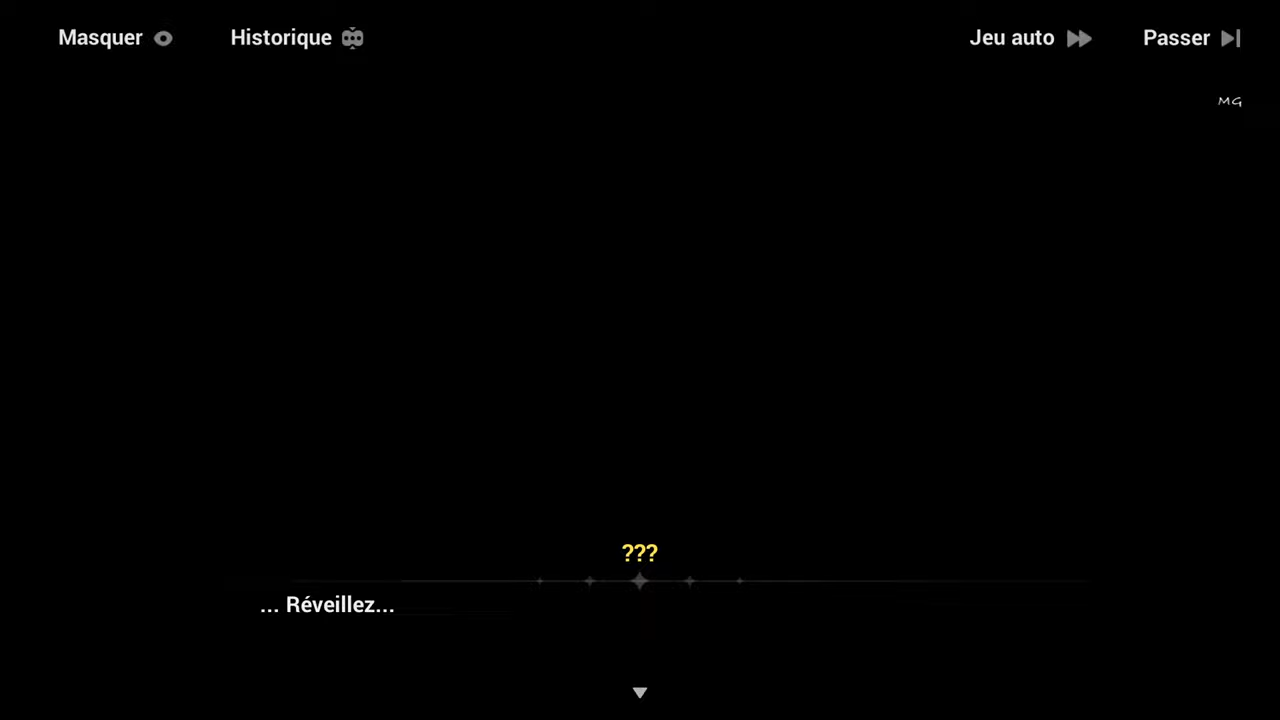 Masquer
Historique
Jeu auto
Passer
MG
???
... Réveillez...